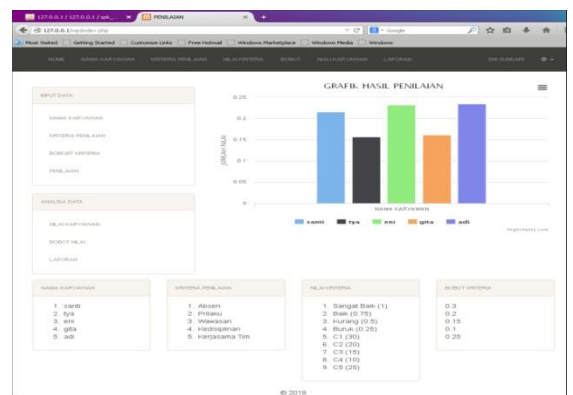 127.0.0.1 / 127.0.0.1 / spk_...
PENILAIAN
127.0.0.1/sq/index.php
Google
Most Visited Getting Started Customize Links Free Hotmail Windows Marketplace Windows Media Windows
HOME NAMA KARYAWAN KRITERIA PENILAIAN NILAI KRITERIA BOBOT NILAI KARYAWAN LAPORAN
INPUT DATA
NAMA KARYAWAN
KRITERIA PENILAIAN
BOBOBT KRITERIA
PENILAIAN
ANALISA DATA
NILAI KARYAWAN
BOBOT NILAI
LAPORAN
GRAFIK HASIL PENILAIAN
JUMLAH NILAI
0.25
0.2
0.15
0.1
0.05
0
NAMA KARYAWAN
santi tya eni gita adi
Highcharts.com
NAMA KARYAWAN
1. santi
2. tya
3. eni
4. gita
5. adi
KRITERIA PENILAIAN
1. Absen
2. Prilaku
3. Wawasan
4. Kedisiplinan
5. Kerjasama Tim
NILAI KRITERIA
1. Sangat Baik (1)
2. Baik (0.75)
3. Kurang (0.5)
4. Buruk (0.25)
5. C1 (30)
6. C2 (20)
7. C3 (15)
8. C4 (10)
9. C5 (25)
BOBOT KRITERIA
0.3
0.2
0.15
0.1
0.25
© 2018